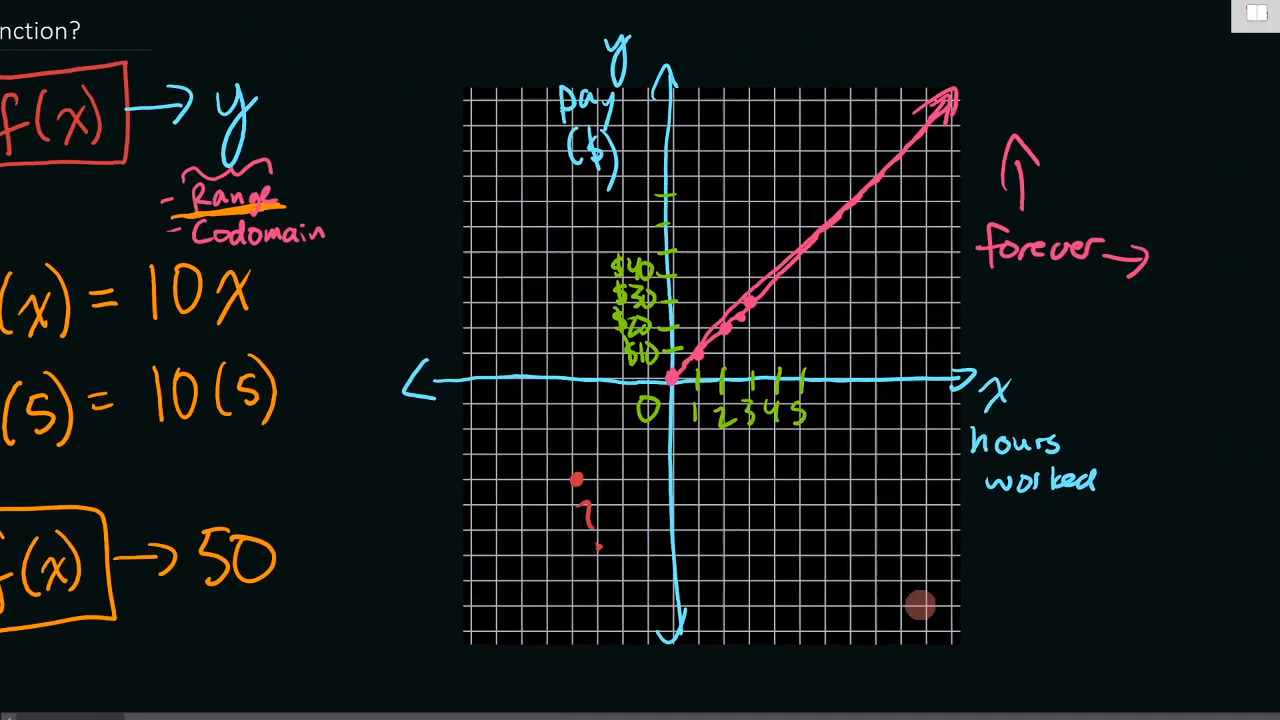 nction?
f(x) → y
- Range
- Codomain
(x) = 10x
(5) = 10(5)
f(x) → 50
y
pay
($)
$40
$30
$20
$10
0 1 2 3 4 5
x
hours
worked
?
forever →